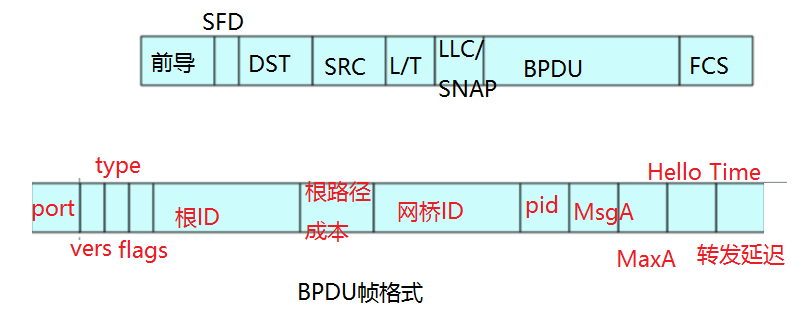 SFD
前导
DST
SRC
L/T
LLC/
SNAP
BPDU
FCS
type
Hello Time
port
根ID
根路径
成本
网桥ID
pid
MsgA
vers
flags
MaxA
转发延迟
BPDU帧格式